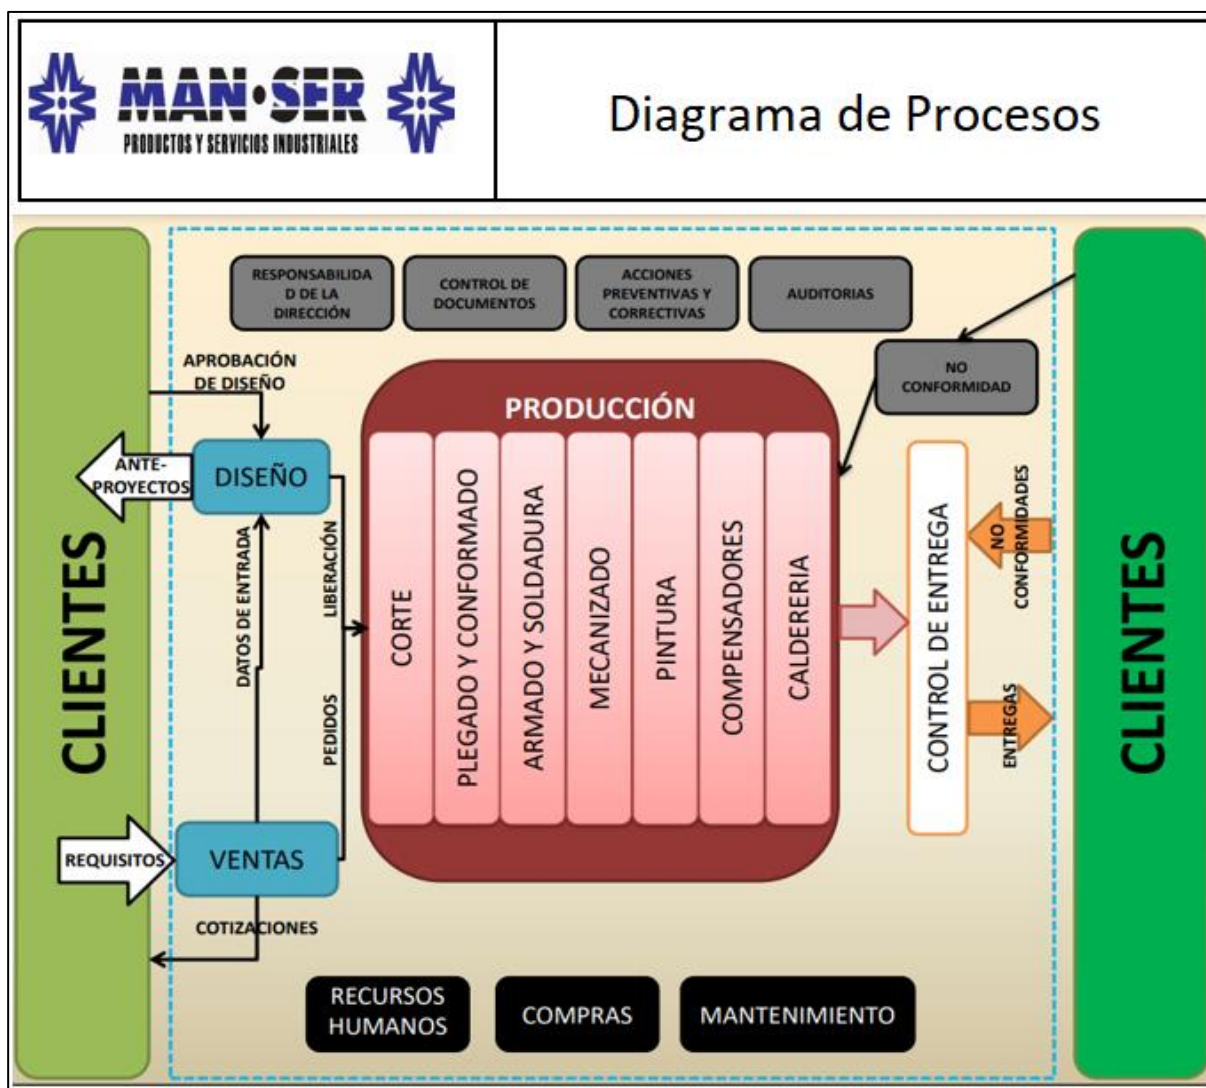 MAN•SER
PRODUCTOS Y SERVICIOS INDUSTRIALES
Diagrama de Procesos
RESPONSABILIDA
D DE LA
DIRECCIÓN
CONTROL DE
DOCUMENTOS
ACCIONES
PREVENTIVAS Y
CORRECTIVAS
AUDITORIAS
NO
CONFORMIDAD
CLIENTES
APROBACIÓN
DE DISEÑO
ANTE-
PROYECTOS
DISEÑO
DATOS DE ENTRADA
LIBERACIÓN
PEDIDOS
REQUISITOS
VENTAS
COTIZACIONES
PRODUCCIÓN
CORTE
PLEGADO Y CONFORMADO
ARMADO Y SOLDADURA
MECANIZADO
PINTURA
COMPENSADORES
CALDERERIA
CONTROL DE ENTREGA
NO
CONFORMIDADES
ENTREGAS
CLIENTES
RECURSOS
HUMANOS
COMPRAS
MANTENIMIENTO